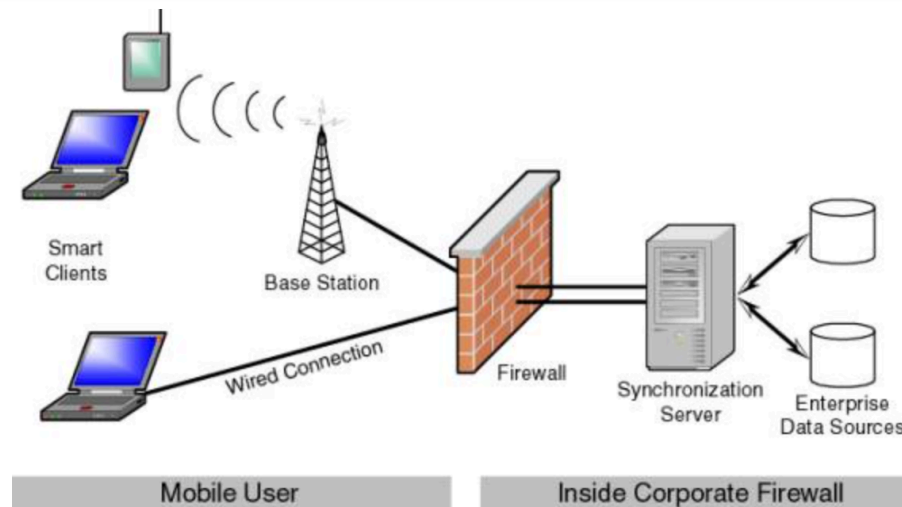 Smart
Clients
Base Station
Wired Connection
Firewall
Synchronization
Server
Enterprise
Data Sources
Mobile User
Inside Corporate Firewall